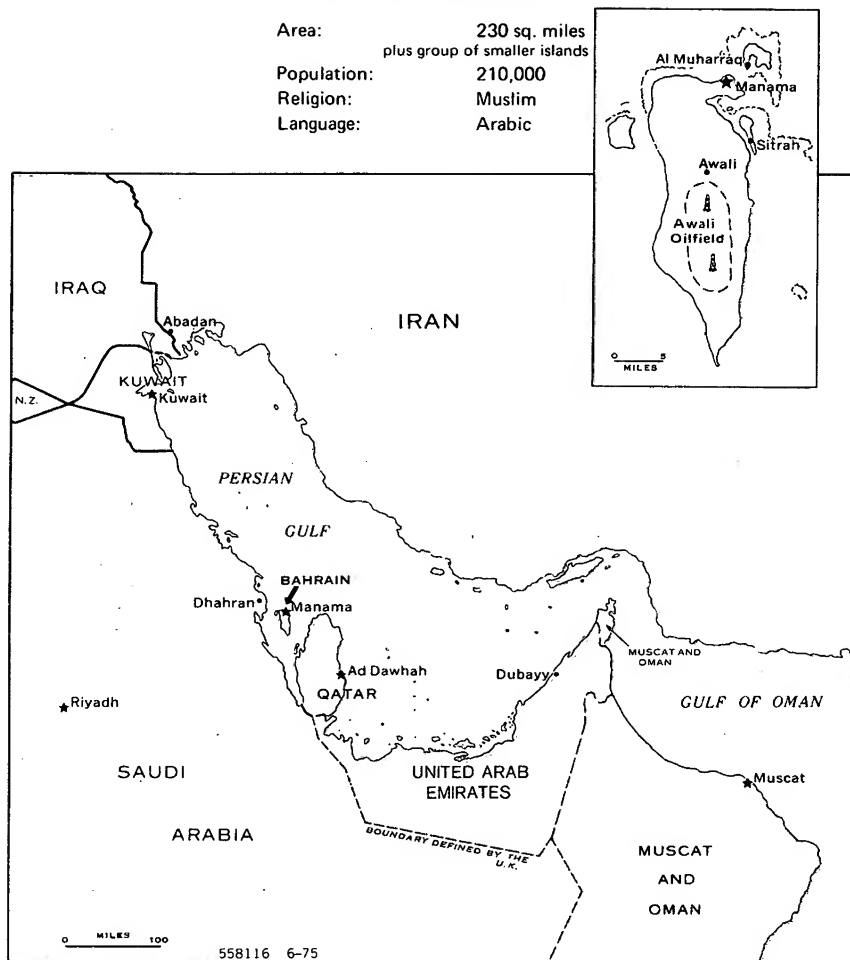 Area: 230 sq. miles
plus group of smaller islands
Population: 210,000
Religion: Muslim
Language: Arabic
Al Muharraq
Manama
Sitrah
Awali
Awali
Oilfield
0 5
MILES
IRAQ
Abadan
IRAN
KUWAIT
Kuwait
N.Z.
PERSIAN
GULF
BAHRAIN
Dhahran
Manama
MUSCAT AND
OMAN
Ad Dawhah
Dubayy
QATAR
GULF OF OMAN
Riyadh
SAUDI
UNITED ARAB
EMIRATES
Muscat
ARABIA
BOUNDARY DEFINED BY THE
U.K.
MUSCAT
AND
OMAN
0 MILES 100
558116 6-75